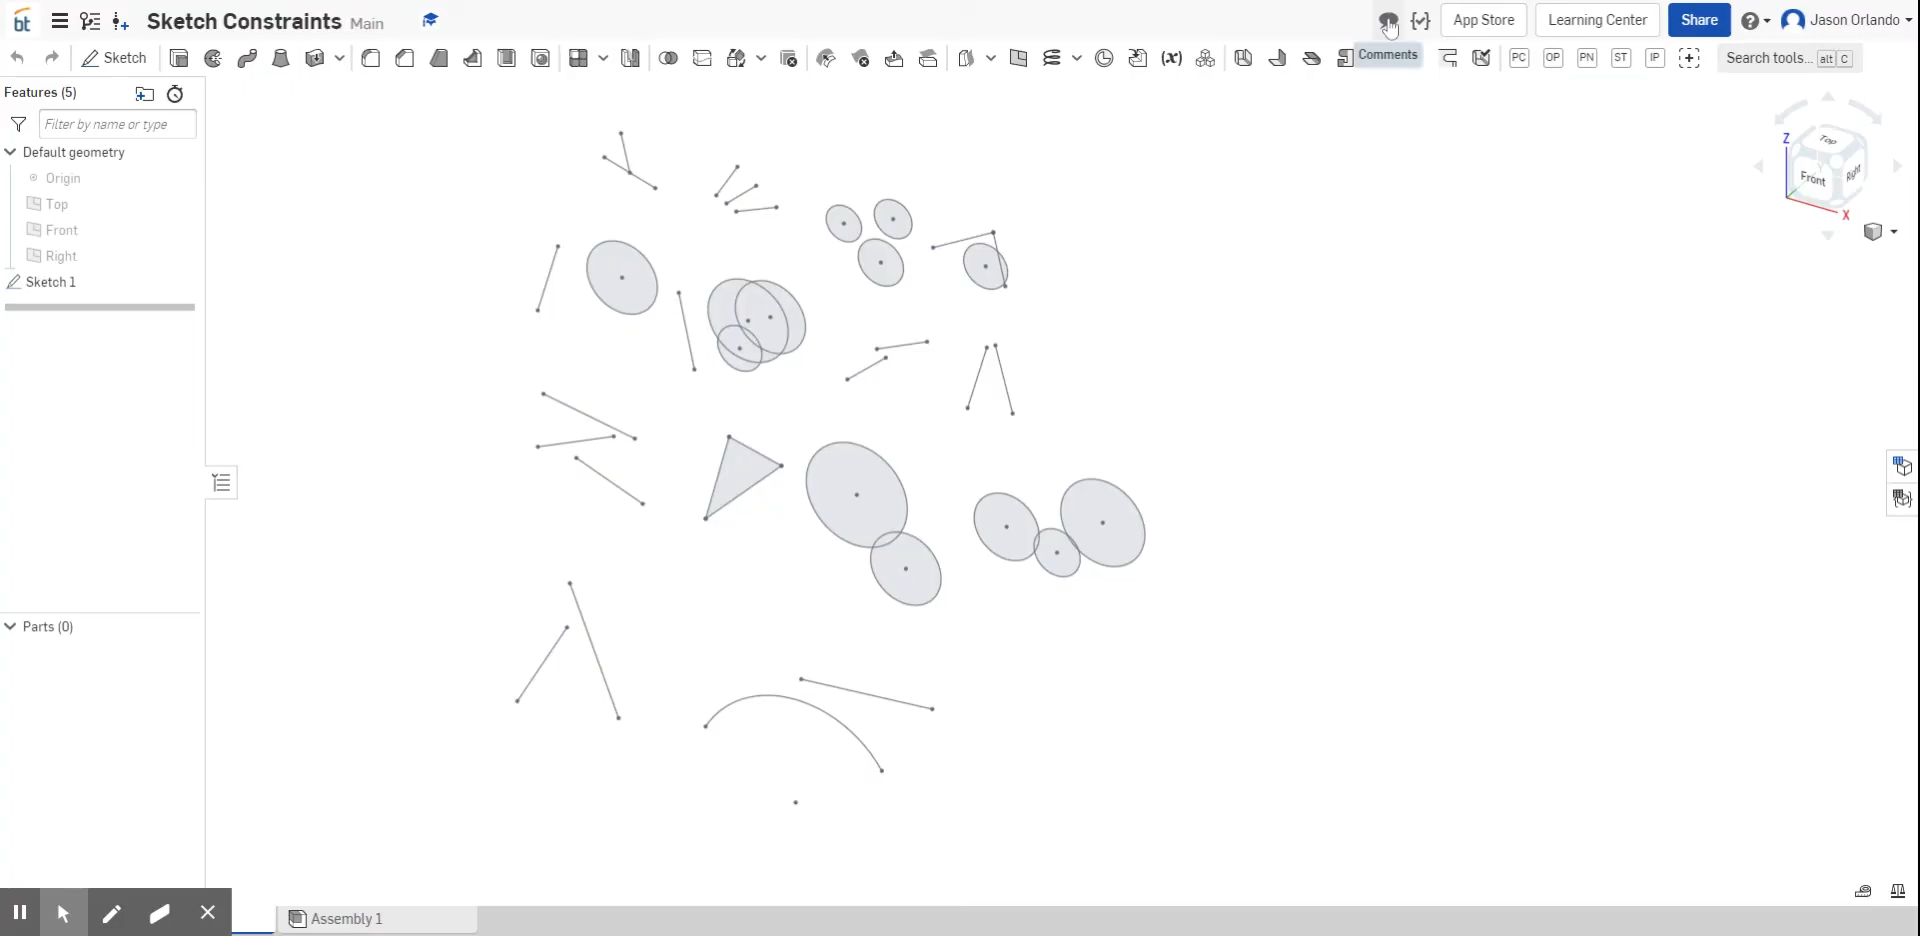 bt
Sketch Constraints Main
App Store
Learning Center
Share
Jason Orlando
Sketch
Comments
(x)
PC
OP
PN
ST
IP
Search tools... alt C
Features (5)
Filter by name or type
Default geometry
Origin
Top
Front
Right
Sketch 1
Parts (0)
Z
Top
Front
Right
Y
X
Assembly 1